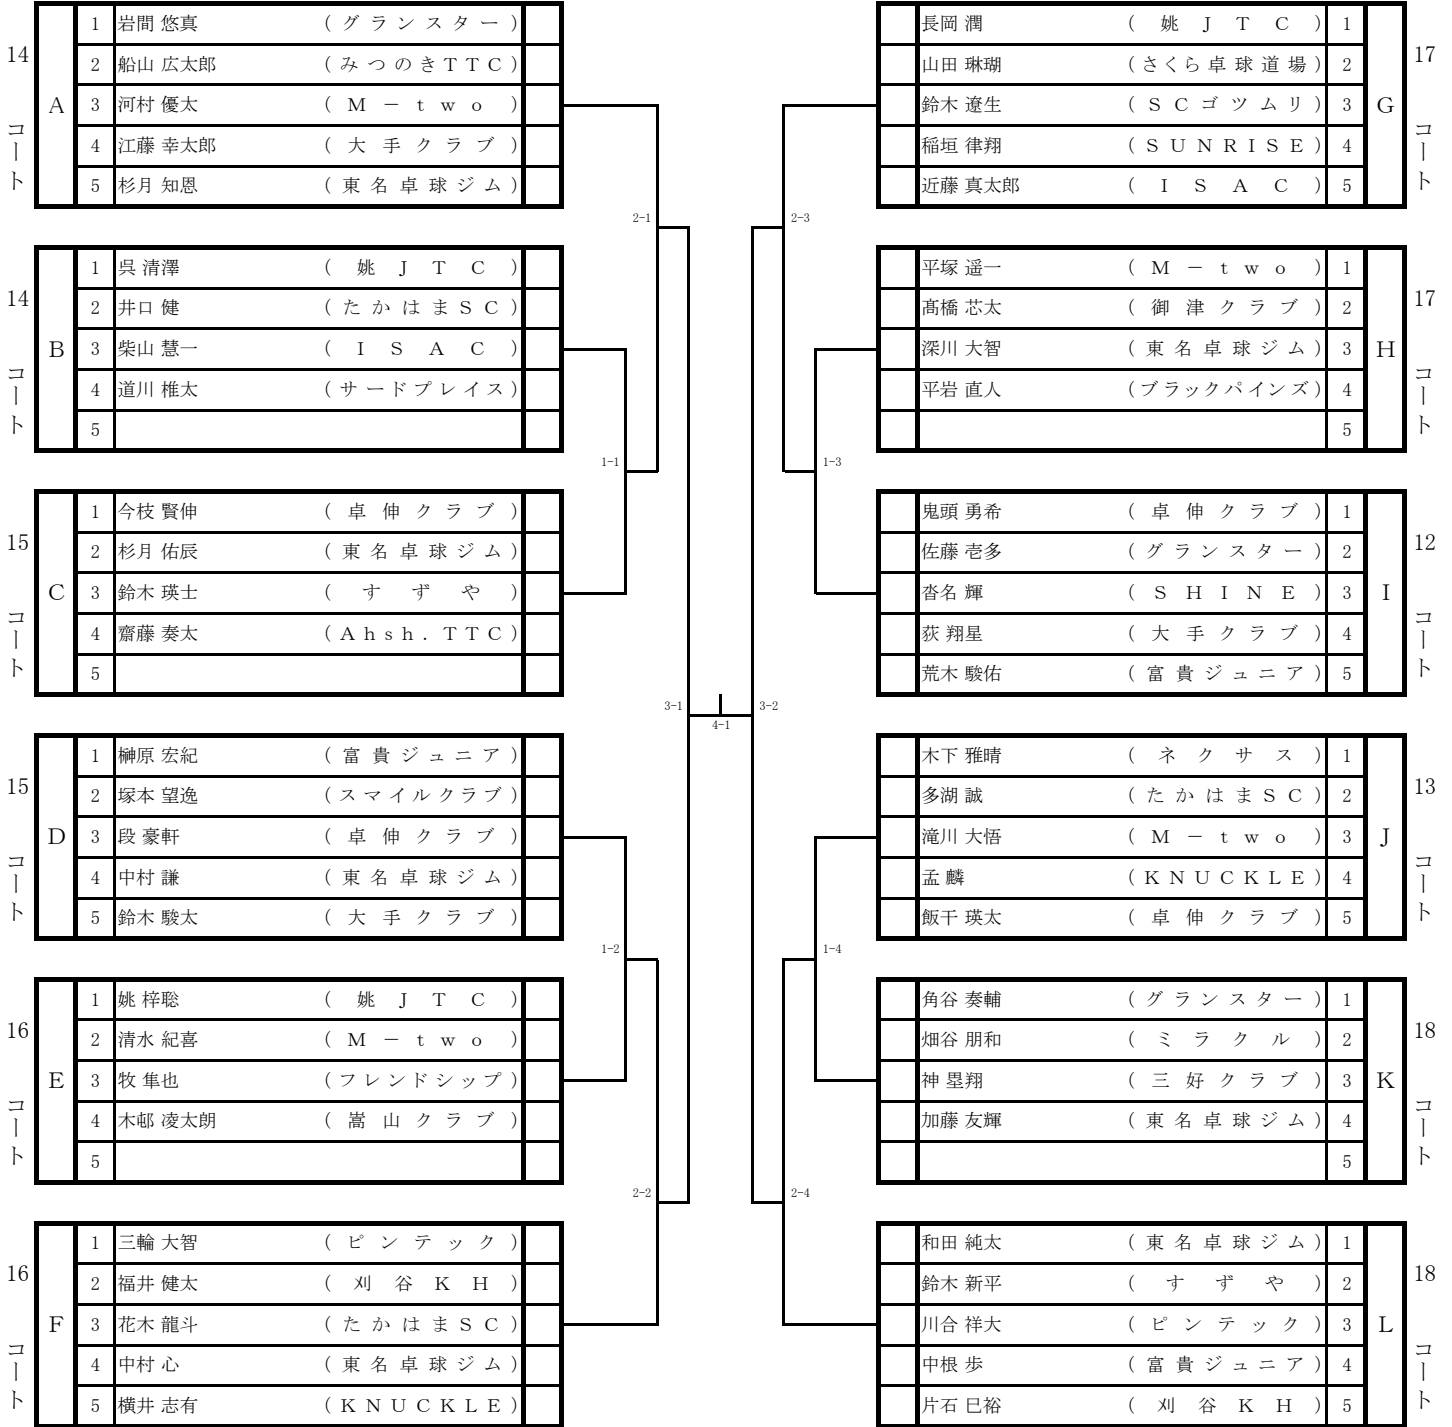 14コート
A
1 岩間 悠真 (グランスター)
2 船山 広太郎 (みつのきTTC)
3 河村 優太 (M－two)
4 江藤 幸太郎 (大手クラブ)
5 杉月 知恩 (東名卓球ジム)
14コート
B
1 呉 清澤 (姚JTC)
2 井口 健 (たかはまSC)
3 柴山 慧一 (ISAC)
4 道川 椎太 (サードプレイス)
5
15コート
C
1 今枝 賢伸 (卓伸クラブ)
2 杉月 佑辰 (東名卓球ジム)
3 鈴木 瑛士 (すずや)
4 齋藤 奏太 (Ahsh.TTC)
5
15コート
D
1 榊原 宏紀 (富貴ジュニア)
2 塚本 望逸 (スマイルクラブ)
3 段 豪軒 (卓伸クラブ)
4 中村 謙 (東名卓球ジム)
5 鈴木 駿太 (大手クラブ)
16コート
E
1 姚 梓聡 (姚JTC)
2 清水 紀喜 (M－two)
3 牧 隼也 (フレンドシップ)
4 木邨 凌太朗 (嵩山クラブ)
5
16コート
F
1 三輪 大智 (ピンテック)
2 福井 健太 (刈谷KH)
3 花木 龍斗 (たかはまSC)
4 中村 心 (東名卓球ジム)
5 横井 志有 (KNUCKLE)
2-1
1-1
3-1
1-2
2-2
4-1
2-3
1-3
3-2
1-4
2-4
17コート
G
長岡 潤 (姚JTC) 1
山田 琳瑚 (さくら卓球道場) 2
鈴木 遼生 (SCゴツムリ) 3
稲垣 律翔 (SUNRISE) 4
近藤 真太郎 (ISAC) 5
17コート
H
平塚 遥一 (M－two) 1
髙橋 芯太 (御津クラブ) 2
深川 大智 (東名卓球ジム) 3
平岩 直人 (ブラックパインズ) 4
5
12コート
I
鬼頭 勇希 (卓伸クラブ) 1
佐藤 壱多 (グランスター) 2
沓名 輝 (SHINE) 3
荻 翔星 (大手クラブ) 4
荒木 駿佑 (富貴ジュニア) 5
13コート
J
木下 雅晴 (ネクサス) 1
多湖 誠 (たかはまSC) 2
滝川 大悟 (M－two) 3
孟 麟 (KNUCKLE) 4
飯干 瑛太 (卓伸クラブ) 5
18コート
K
角谷 奏輔 (グランスター) 1
畑谷 朋和 (ミラクル) 2
神 塁翔 (三好クラブ) 3
加藤 友輝 (東名卓球ジム) 4
5
18コート
L
和田 純太 (東名卓球ジム) 1
鈴木 新平 (すずや) 2
川合 祥大 (ピンテック) 3
中根 歩 (富貴ジュニア) 4
片石 巳裕 (刈谷KH) 5